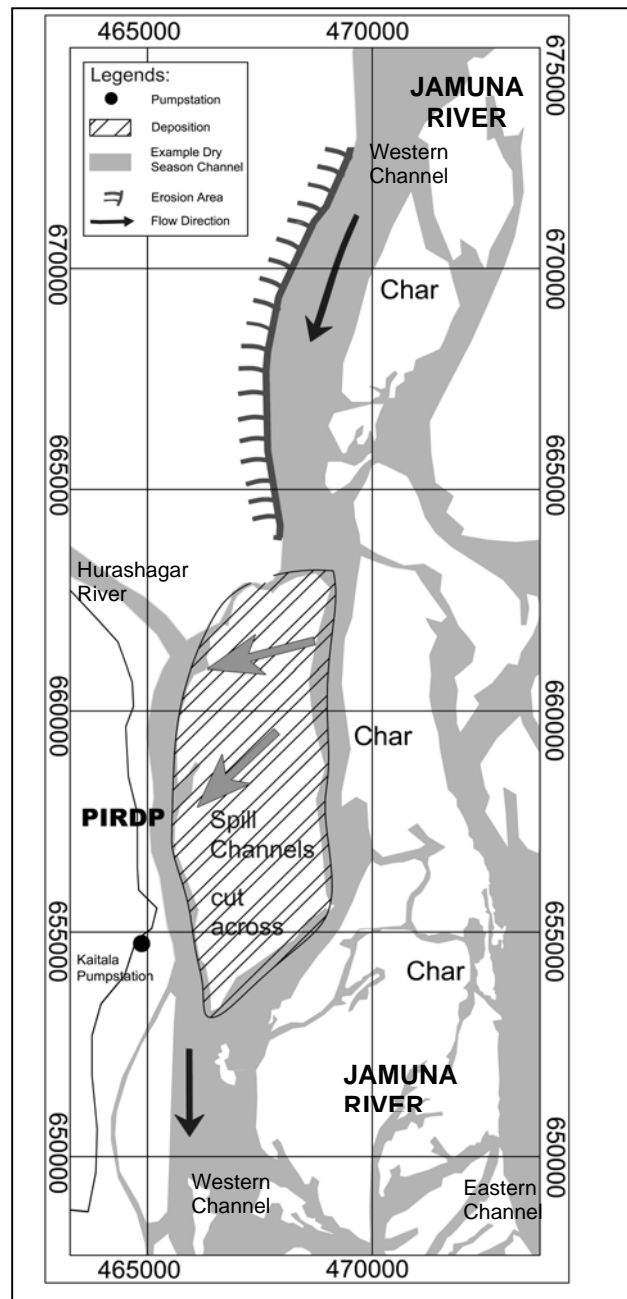 465000
470000
675000
Legends:
Pumpstation
Deposition
Example Dry
Season Channel
Erosion Area
Flow Direction
JAMUNA
RIVER
Western
Channel
670000
670000
Char
665000
665000
Hurashagar
River
660000
660000
Char
PIRDP
Spill
Channels
cut
across
655000
655000
Kaitala
Pumpstation
Char
JAMUNA
RIVER
650000
650000
Western
Channel
Eastern
Channel
465000
470000